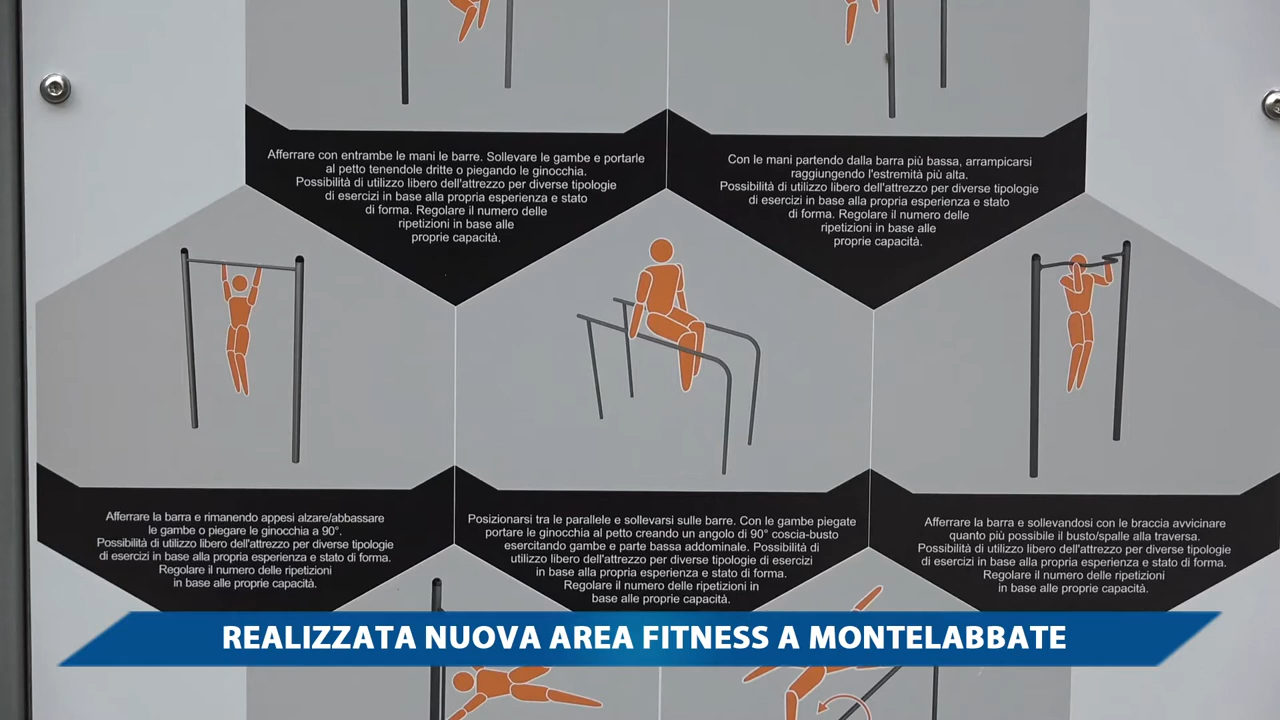 Afferrare con entrambe le mani le barre. Sollevare le gambe e portarle
al petto tenendole dritte o piegando le ginocchia.
Possibilità di utilizzo libero dell'attrezzo per diverse tipologie
di esercizi in base alla propria esperienza e stato
di forma. Regolare il numero delle
ripetizioni in base alle
proprie capacità.
Con le mani partendo dalla barra più bassa, arrampicarsi
raggiungendo l'estremità più alta.
Possibilità di utilizzo libero dell'attrezzo per diverse tipologie
di esercizi in base alla propria esperienza e stato
di forma. Regolare il numero delle
ripetizioni in base alle
proprie capacità.
Afferrare la barra e rimanendo appesi alzare/abbassare
le gambe o piegare le ginocchia a 90°.
Possibilità di utilizzo libero dell'attrezzo per diverse tipologie
di esercizi in base alla propria esperienza e stato di forma.
Regolare il numero delle ripetizioni
in base alle proprie capacità.
Posizionarsi tra le parallele e sollevarsi sulle barre. Con le gambe piegate
portare le ginocchia al petto creando un angolo di 90° coscia-busto
esercitando gambe e parte bassa addominale. Possibilità di
utilizzo libero dell'attrezzo per diverse tipologie di esercizi
in base alla propria esperienza e stato di forma.
Regolare il numero delle ripetizioni in
base alle proprie capacità.
Afferrare la barra e sollevandosi con le braccia avvicinare
quanto più possibile il busto/spalle alla traversa.
Possibilità di utilizzo libero dell'attrezzo per diverse tipologie
di esercizi in base alla propria esperienza e stato di forma.
Regolare il numero delle ripetizioni
in base alle proprie capacità.
REALIZZATA NUOVA AREA FITNESS A MONTELABBATE